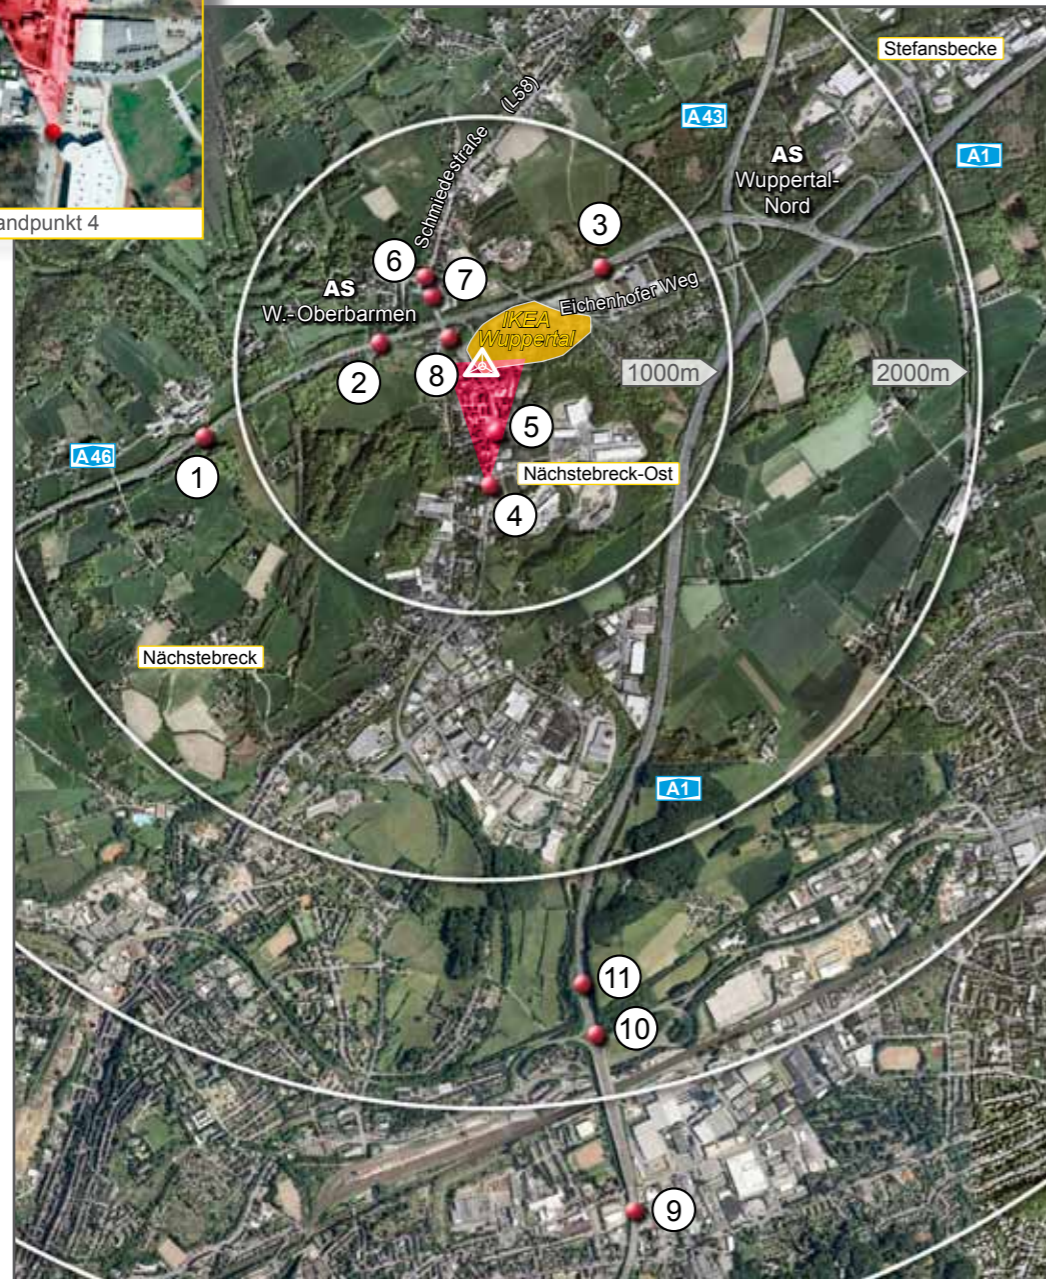 andpunkt 4
Stefansbecke
(L58)
Schmiedestraße
A43
A1
AS
Wuppertal-
Nord
3
6
7
AS
W.-Oberbarmen
Eichenhofer Weg
IKEA
Wuppertal
2
8
1000m
2000m
5
A46
1
Nächstebreck-Ost
4
Nächstebreck
A1
11
10
9